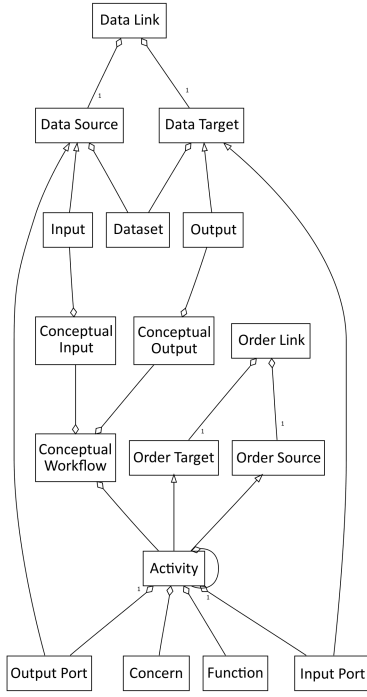 Data Link
1
1
Data Source
Data Target
Input
Dataset
Output
Conceptual
Input
Conceptual
Output
Order Link
1
1
Conceptual
Workflow
Order Target
Order Source
Activity
1
1
Output Port
Concern
Function
Input Port